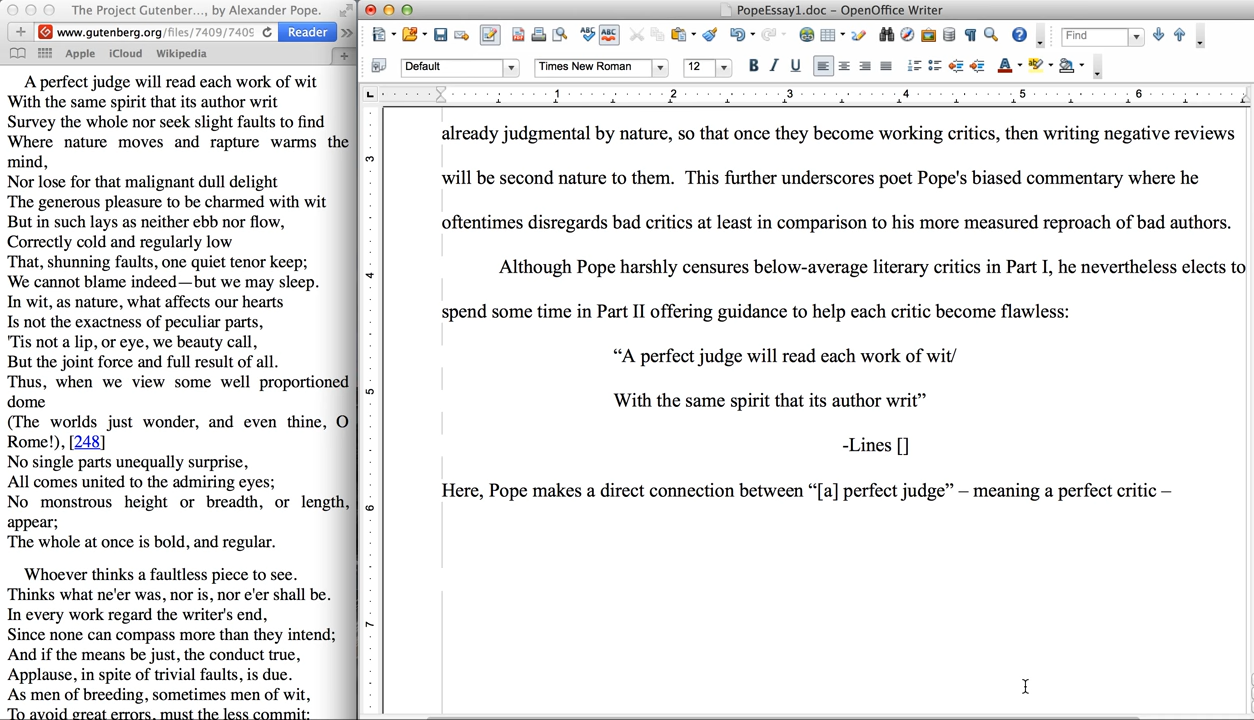 The Project Gutenber..., by Alexander Pope.
www.gutenberg.org/files/7409/7409
Reader
Apple iCloud Wikipedia
A perfect judge will read each work of wit
With the same spirit that its author writ
Survey the whole nor seek slight faults to find
Where nature moves and rapture warms the
mind,
Nor lose for that malignant dull delight
The generous pleasure to be charmed with wit
But in such lays as neither ebb nor flow,
Correctly cold and regularly low
That, shunning faults, one quiet tenor keep;
We cannot blame indeed—but we may sleep.
In wit, as nature, what affects our hearts
Is not the exactness of peculiar parts,
'Tis not a lip, or eye, we beauty call,
But the joint force and full result of all.
Thus, when we view some well proportioned
dome
(The worlds just wonder, and even thine, O
Rome!), [248]
No single parts unequally surprise,
All comes united to the admiring eyes;
No monstrous height or breadth, or length,
appear;
The whole at once is bold, and regular.
Whoever thinks a faultless piece to see.
Thinks what ne'er was, nor is, nor e'er shall be.
In every work regard the writer's end,
Since none can compass more than they intend;
And if the means be just, the conduct true,
Applause, in spite of trivial faults, is due.
As men of breeding, sometimes men of wit,
To avoid great errors, must the less commit:
PopeEssay1.doc - OpenOffice Writer
ABC ABC Find
Default Times New Roman 12 B I U A
1 2 3 4 5 6
3
4
5
6
7
already judgmental by nature, so that once they become working critics, then writing negative reviews
will be second nature to them. This further underscores poet Pope's biased commentary where he
oftentimes disregards bad critics at least in comparison to his more measured reproach of bad authors.
Although Pope harshly censures below-average literary critics in Part I, he nevertheless elects to
spend some time in Part II offering guidance to help each critic become flawless:
“A perfect judge will read each work of wit/
With the same spirit that its author writ”
-Lines []
Here, Pope makes a direct connection between “[a] perfect judge” – meaning a perfect critic –